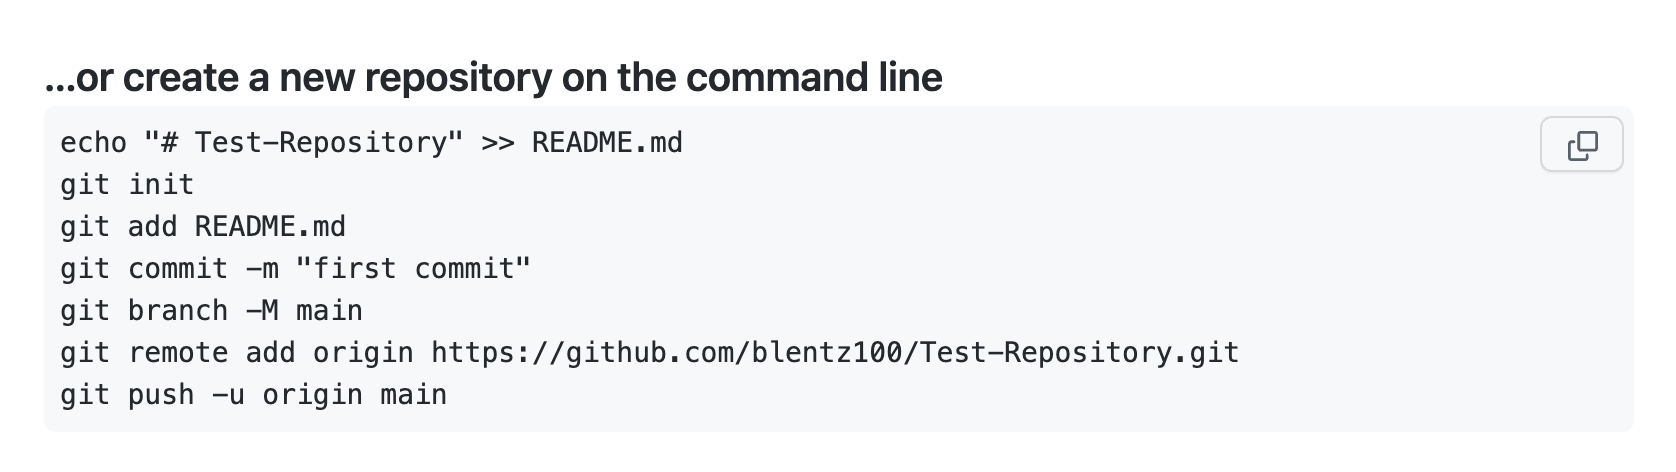 ...or create a new repository on the command line
echo "# Test-Repository" >> README.md
git init
git add README.md
git commit -m "first commit"
git branch -M main
git remote add origin https://github.com/blentz100/Test-Repository.git
git push -u origin main